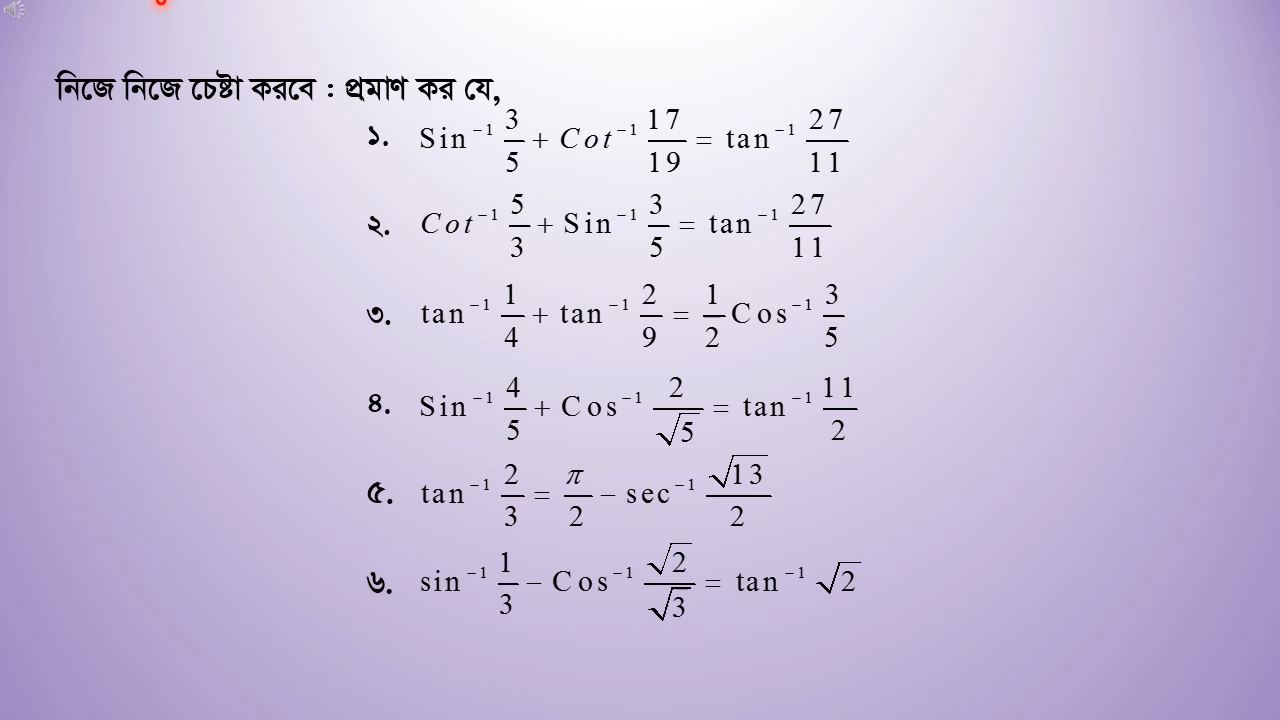 নিজে নিজে চেষ্টা করবে : প্রমাণ কর যে,
১. Sin⁻¹ 3/5 + Cot⁻¹ 17/19 = tan⁻¹ 27/11
২. Cot⁻¹ 5/3 + Sin⁻¹ 3/5 = tan⁻¹ 27/11
৩. tan⁻¹ 1/4 + tan⁻¹ 2/9 = 1/2 Cos⁻¹ 3/5
৪. Sin⁻¹ 4/5 + Cos⁻¹ 2/√5 = tan⁻¹ 11/2
৫. tan⁻¹ 2/3 = π/2 − sec⁻¹ √13/2
৬. sin⁻¹ 1/3 − Cos⁻¹ √2/√3 = tan⁻¹ √2